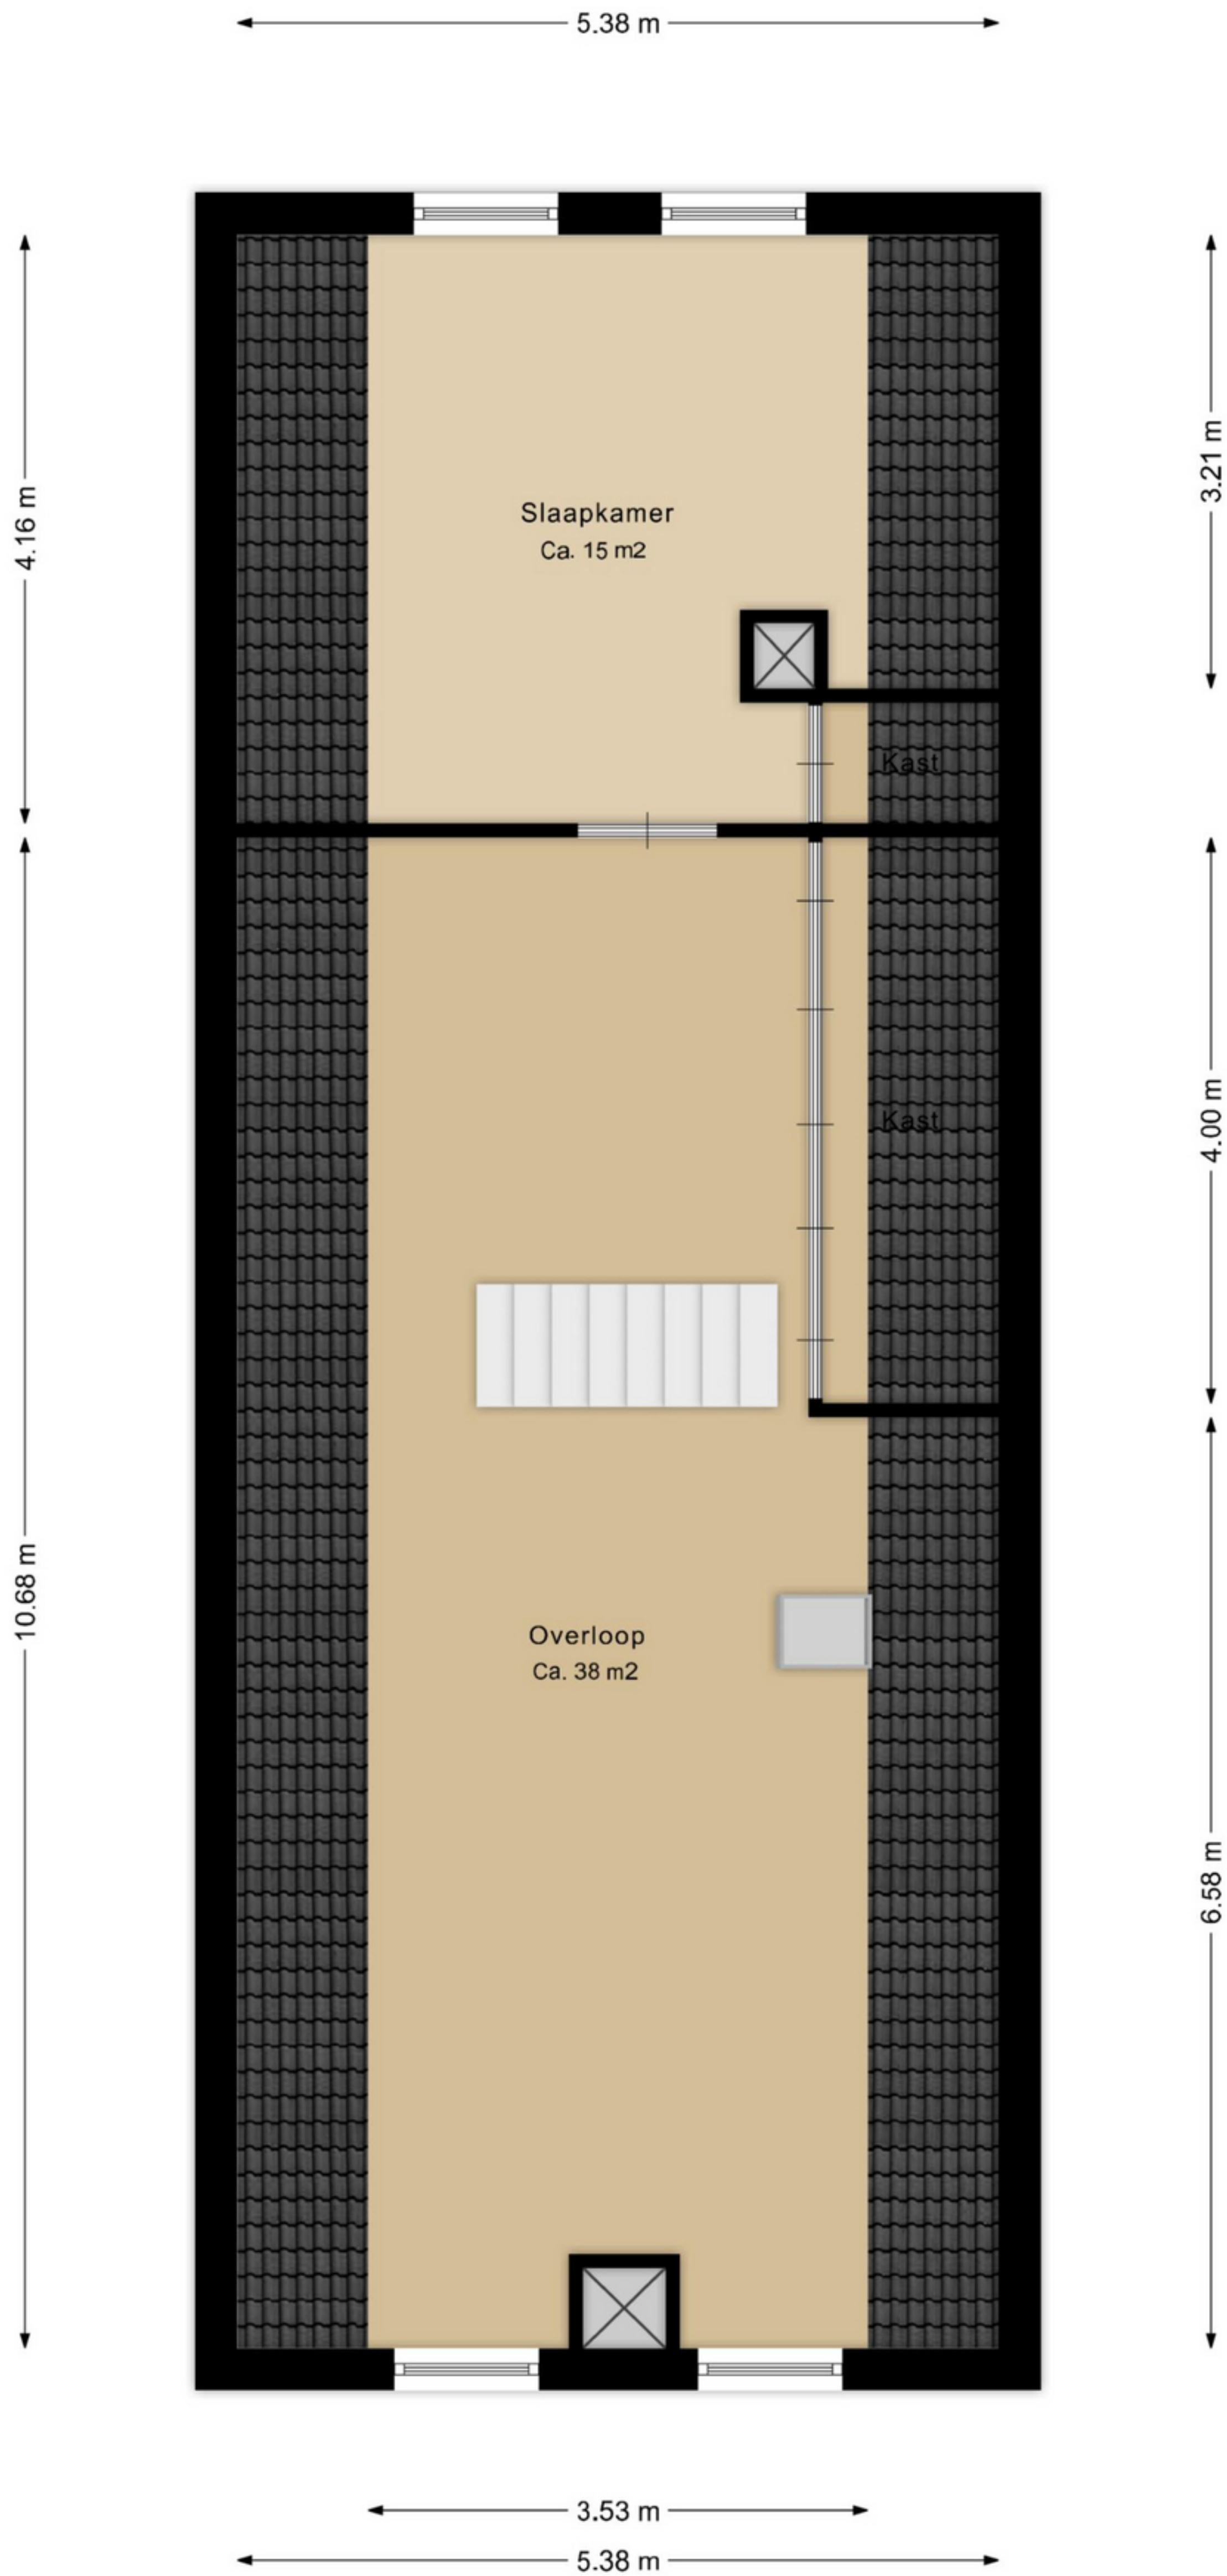 5.38 m
4.16 m
3.21 m
Slaapkamer
Ca. 15 m2
Kast
Kast
4.00 m
10.68 m
Overloop
Ca. 38 m2
6.58 m
3.53 m
5.38 m